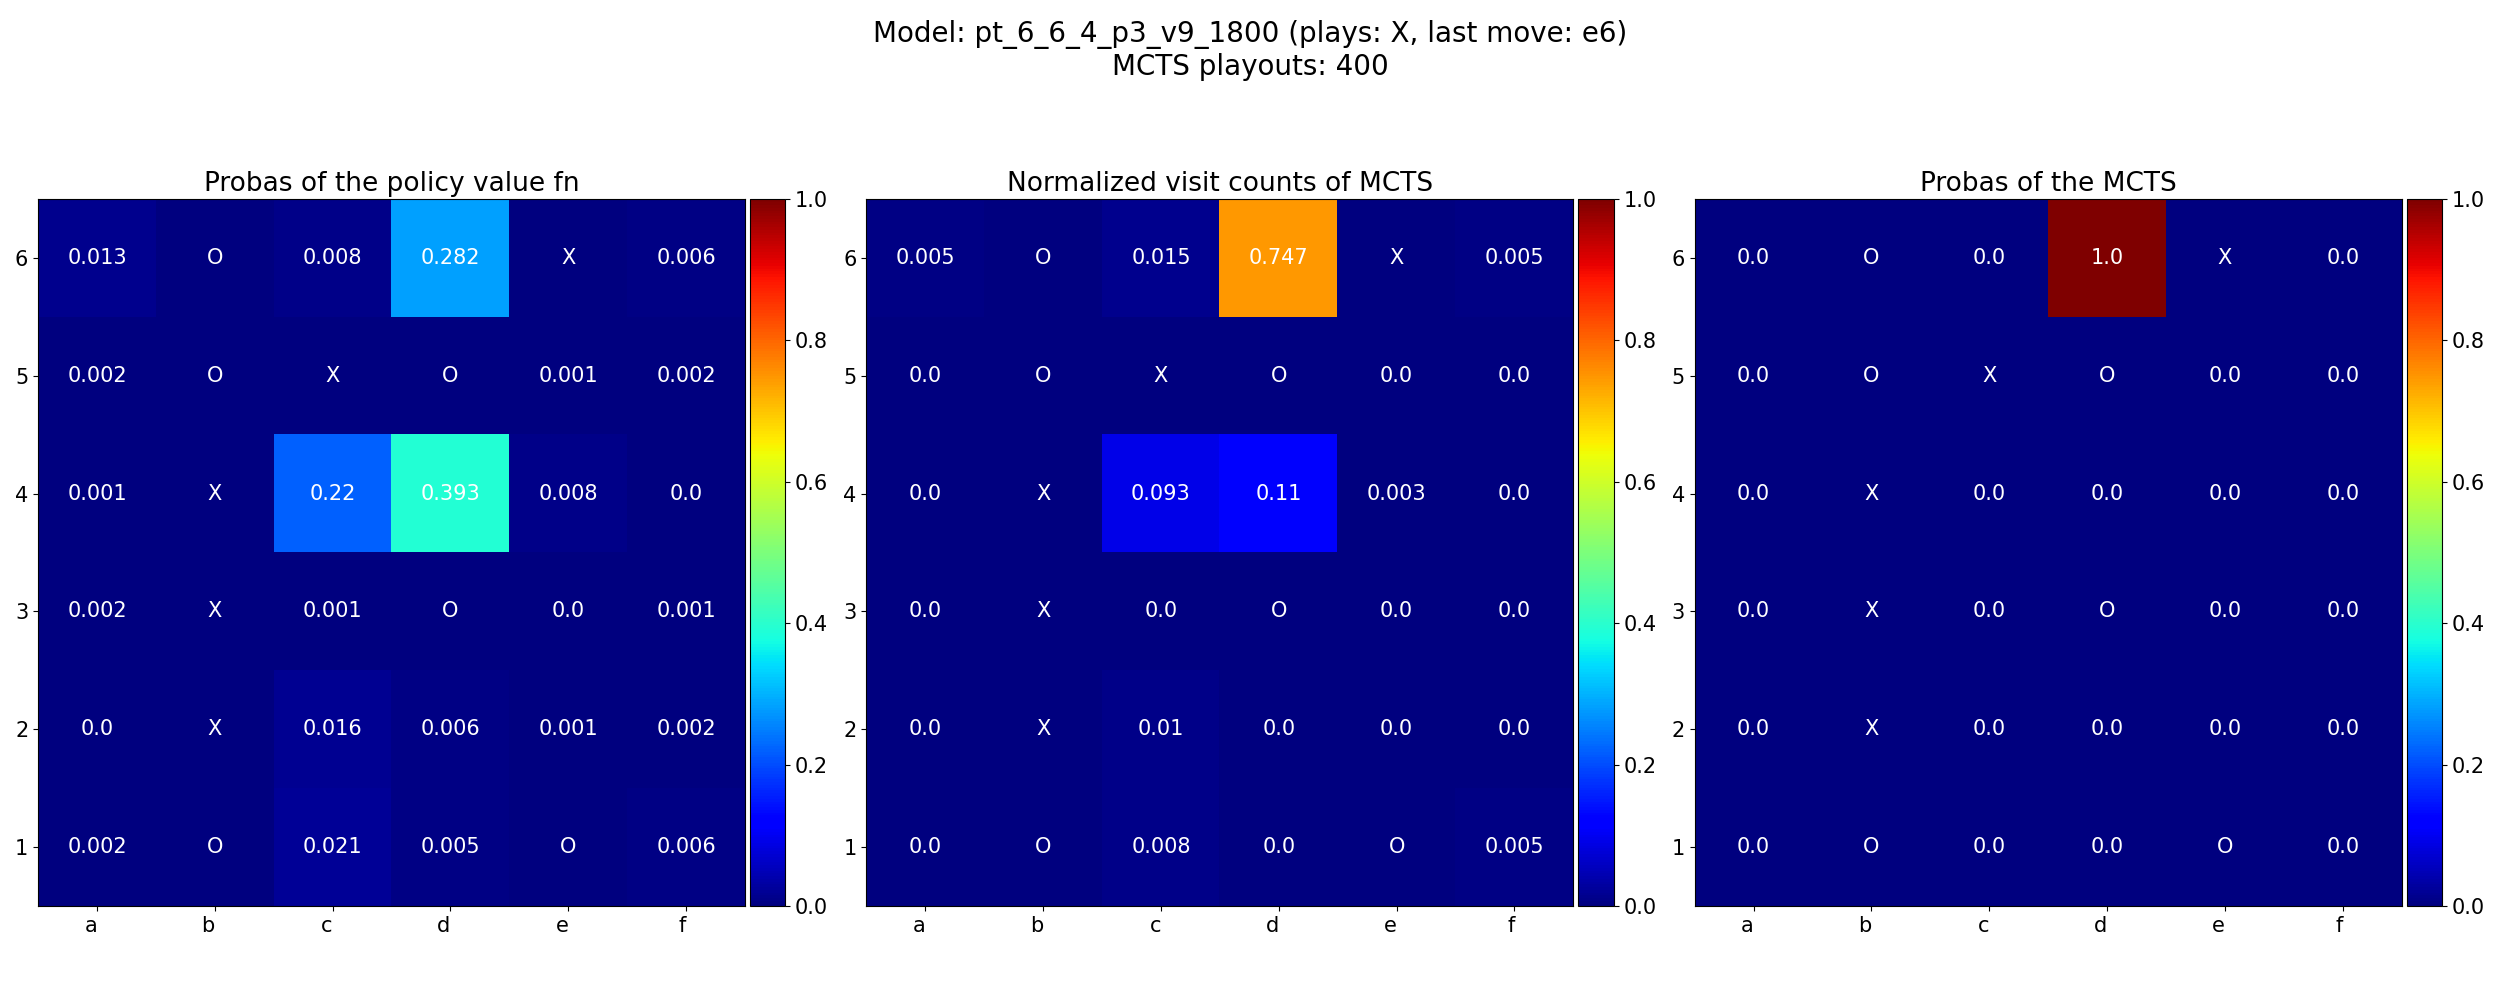 Model: pt_6_6_4_p3_v9_1800 (plays: X, last move: e6)
MCTS playouts: 400
Probas of the policy value fn
6 0.013 O 0.008 0.282 X 0.006
5 0.002 O X O 0.001 0.002
4 0.001 X 0.22 0.393 0.008 0.0
3 0.002 X 0.001 O 0.0 0.001
2 0.0 X 0.016 0.006 0.001 0.002
1 0.002 O 0.021 0.005 O 0.006
a b c d e f
1.0
0.8
0.6
0.4
0.2
0.0
Normalized visit counts of MCTS
6 0.005 O 0.015 0.747 X 0.005
5 0.0 O X O 0.0 0.0
4 0.0 X 0.093 0.11 0.003 0.0
3 0.0 X 0.0 O 0.0 0.0
2 0.0 X 0.01 0.0 0.0 0.0
1 0.0 O 0.008 0.0 O 0.005
a b c d e f
1.0
0.8
0.6
0.4
0.2
0.0
Probas of the MCTS
6 0.0 O 0.0 1.0 X 0.0
5 0.0 O X O 0.0 0.0
4 0.0 X 0.0 0.0 0.0 0.0
3 0.0 X 0.0 O 0.0 0.0
2 0.0 X 0.0 0.0 0.0 0.0
1 0.0 O 0.0 0.0 O 0.0
a b c d e f
1.0
0.8
0.6
0.4
0.2
0.0